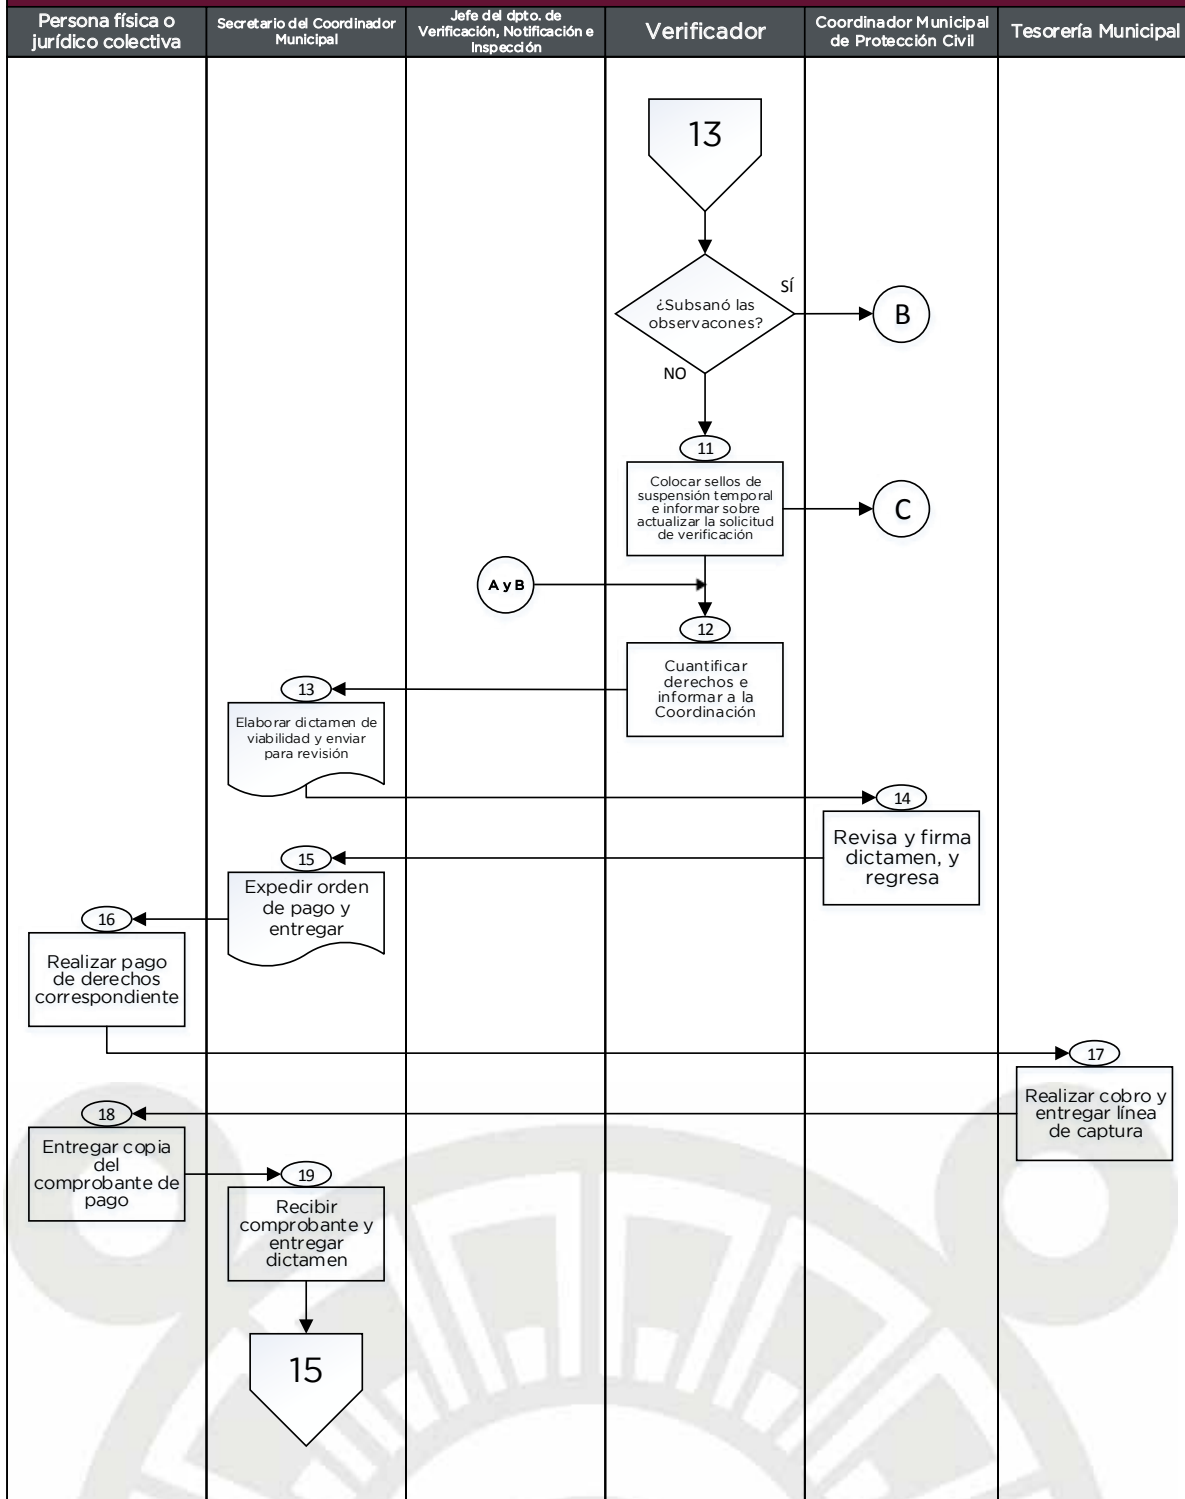 Persona física o
jurídico colectiva
Secretario del Coordinador
Municipal
Jefe del dpto. de
Verificación, Notificación e
Inspección
Verificador
Coordinador Municipal
de Protección Civil
Tesorería Municipal
13
¿Subsanó las
observacones?
SÍ
B
NO
11
Colocar sellos de
suspensión temporal
e informar sobre
actualizar la solicitud
de verificación
C
A y B
12
Cuantificar
derechos e
informar a la
Coordinación
13
Elaborar dictamen de
viabilidad y enviar
para revisión
14
Revisa y firma
dictamen, y
regresa
15
Expedir orden
de pago y
entregar
16
Realizar pago
de derechos
correspondiente
17
Realizar cobro y
entregar línea
de captura
18
Entregar copia
del
comprobante de
pago
19
Recibir
comprobante y
entregar
dictamen
15